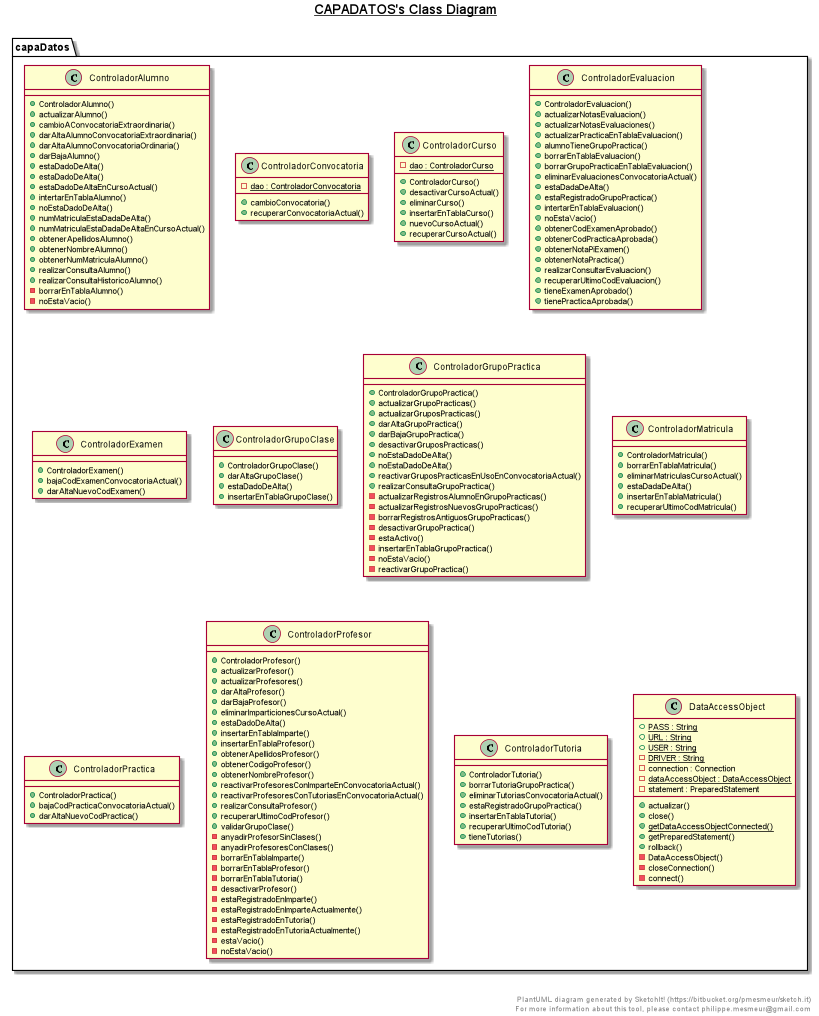 CAPADATOS's Class Diagram
capaDatos
C ControladorAlumno
ControladorAlumno()
actualizarAlumno()
cambioAConvocatoriaExtraordinaria()
darAltaAlumnoConvocatoriaExtraordinaria()
darAltaAlumnoConvocatoriaOrdinaria()
darBajaAlumno()
estaDadoDeAlta()
estaDadoDeAlta()
estaDadoDeAltaEnCursoActual()
intertarEnTablaAlumno()
noEstaDadoDeAlta()
numMatriculaEstaDadaDeAlta()
numMatriculaEstaDadaDeAltaEnCursoActual()
obtenerApellidosAlumno()
obtenerNombreAlumno()
obtenerNumMatriculaAlumno()
realizarConsultaAlumno()
realizarConsultaHistoricoAlumno()
borrarEnTablaAlumno()
noEstaVacio()
C ControladorConvocatoria
dao : ControladorConvocatoria
cambioConvocatoria()
recuperarConvocatoriaActual()
C ControladorCurso
dao : ControladorCurso
ControladorCurso()
desactivarCursoActual()
eliminarCurso()
insertarEnTablaCurso()
nuevoCursoActual()
recuperarCursoActual()
C ControladorEvaluacion
ControladorEvaluacion()
actualizarNotasEvaluacion()
actualizarNotasEvaluaciones()
actualizarPracticaEnTablaEvaluacion()
alumnoTieneGrupoPractica()
borrarEnTablaEvaluacion()
borrarGrupoPracticaEnTablaEvaluacion()
eliminarEvaluacionesConvocatoriaActual()
estaDadaDeAlta()
estaRegistradoGrupoPractica()
intertarEnTablaEvaluacion()
noEstaVacio()
obtenerCodExamenAprobado()
obtenerCodPracticaAprobada()
obtenerNotaPiExamen()
obtenerNotaPractica()
realizarConsultarEvaluacion()
recuperarUltimoCodEvaluacion()
tieneExamenAprobado()
tienePracticaAprobada()
C ControladorExamen
ControladorExamen()
bajaCodExamenConvocatoriaActual()
darAltaNuevoCodExamen()
C ControladorGrupoClase
ControladorGrupoClase()
darAltaGrupoClase()
estaDadoDeAlta()
insertarEnTablaGrupoClase()
C ControladorGrupoPractica
ControladorGrupoPractica()
actualizarGrupoPracticas()
actualizarGruposPracticas()
darAltaGrupoPractica()
darBajaGrupoPractica()
desactivarGruposPracticas()
noEstaDadoDeAlta()
noEstaDadoDeAlta()
reactivarGruposPracticasEnUsoEnConvocatoriaActual()
realizarConsultaGrupoPractica()
actualizarRegistrosAlumnoEnGrupoPracticas()
actualizarRegistrosNuevosGrupoPracticas()
borrarRegistrosAntiguosGrupoPracticas()
desactivarGrupoPractica()
estaActivo()
insertarEnTablaGrupoPractica()
noEstaVacio()
reactivarGrupoPractica()
C ControladorMatricula
ControladorMatricula()
borrarEnTablaMatricula()
eliminarMatriculasCursoActual()
estaDadaDeAlta()
insertarEnTablaMatricula()
recuperarUltimoCodMatricula()
C ControladorPractica
ControladorPractica()
bajaCodPracticaConvocatoriaActual()
darAltaNuevoCodPractica()
C ControladorProfesor
ControladorProfesor()
actualizarProfesor()
actualizarProfesores()
darAltaProfesor()
darBajaProfesor()
eliminarImparticionesCursoActual()
estaDadoDeAlta()
insertarEnTablaImparte()
insertarEnTablaProfesor()
obtenerApellidosProfesor()
obtenerCodigoProfesor()
obtenerNombreProfesor()
reactivarProfesoresConImparteEnConvocatoriaActual()
reactivarProfesoresConTutoriasEnConvocatoriaActual()
realizarConsultaProfesor()
recuperarUltimoCodProfesor()
validarGrupoClase()
anyadirProfesorSinClases()
anyadirProfesoresConClases()
borrarEnTablaImparte()
borrarEnTablaProfesor()
borrarEnTablaTutoria()
desactivarProfesor()
estaRegistradoEnImparte()
estaRegistradoEnImparteActualmente()
estaRegistradoEnTutoria()
estaRegistradoEnTutoriaActualmente()
estaVacio()
noEstaVacio()
C ControladorTutoria
ControladorTutoria()
borrarTutoriaGrupoPractica()
eliminarTutoriasConvocatoriaActual()
estaRegistradoGrupoPractica()
insertarEnTablaTutoria()
recuperarUltimoCodTutoria()
tieneTutorias()
C DataAccessObject
PASS : String
URL : String
USER : String
DRIVER : String
connection : Connection
dataAccessObject : DataAccessObject
statement : PreparedStatement
actualizar()
close()
getDataAccessObjectConnected()
getPreparedStatement()
rollback()
DataAccessObject()
closeConnection()
connect()
PlantUML diagram generated by SketchIt! (https://bitbucket.org/pmesmeur/sketch.it)
For more information about this tool, please contact philippe.mesmeur@gmail.com